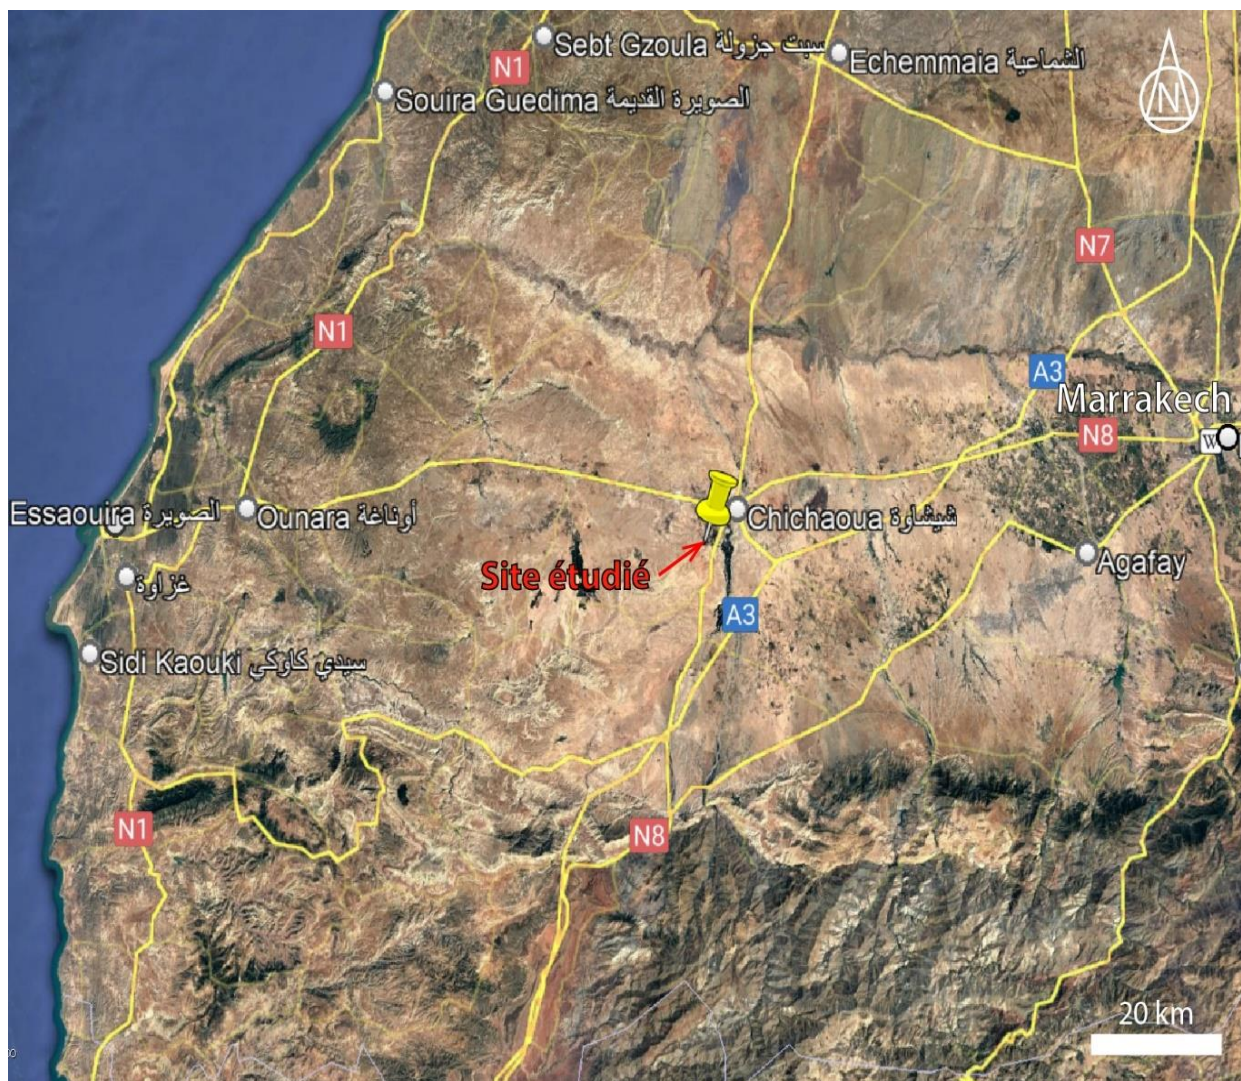 Sebt Gzoula سبت جزولة
Echemmaia الشماعية
N1
Souira Guedima الصويرة القديمة
N
N7
N1
A3
Marrakech
N8
W
Essaouira الصويرة
Ounara أوناغة
Chichaoua شيشاوة
Agafay
Site étudié
غزاوة
A3
Sidi Kaouki سيدي كاوكي
N1
N8
20 km